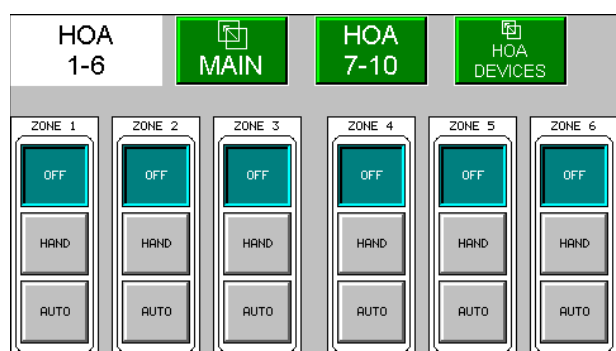 HOA
1-6
MAIN
HOA
7-10
HOA
DEVICES
ZONE 1 ZONE 2 ZONE 3 ZONE 4 ZONE 5 ZONE 6
OFF OFF OFF OFF OFF OFF
HAND HAND HAND HAND HAND HAND
AUTO AUTO AUTO AUTO AUTO AUTO